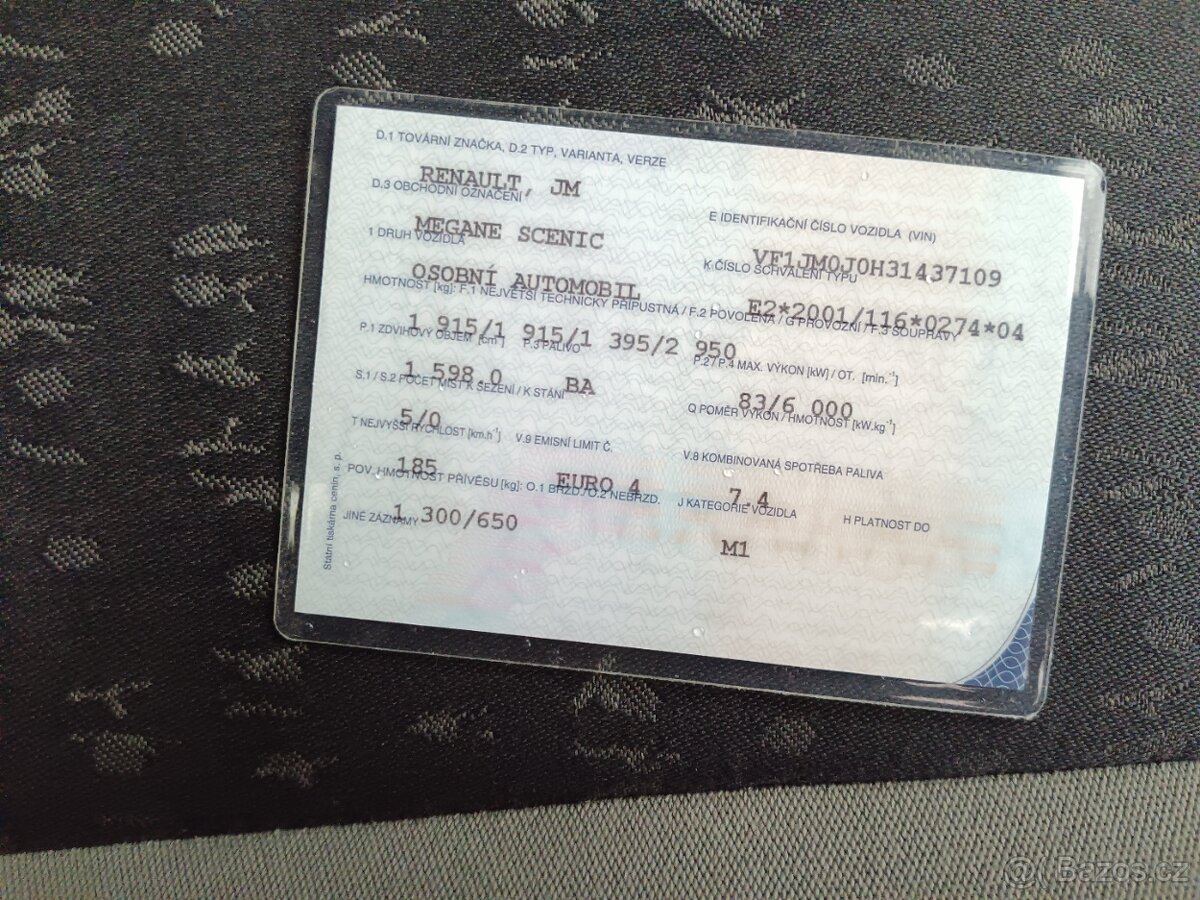 D.1 TOVÁRNÍ ZNAČKA, D.2 TYP, VARIANTA, VERZE
RENAULT, JM
D.3 OBCHODNÍ OZNAČENÍ
MEGANE SCENIC
E IDENTIFIKAČNÍ ČÍSLO VOZIDLA (VIN)
VF1JM0J0H31437109
1 DRUH VOZIDLA
OSOBNÍ AUTOMOBIL
K ČÍSLO SCHVÁLENÍ TYPU
E2*2001/116*0274*04
HMOTNOST [kg]: F.1 NEJVĚTŠÍ TECHNICKY PŘÍPUSTNÁ / F.2 POVOLENÁ / G PROVOZNÍ / F.3 SOUPRAVY
1 915/1 915/1 395/2 950
P.1 ZDVIHOVÝ OBJEM [cm³] P.3 PALIVO
1 598.0 BA
P.2 / P.4 MAX. VÝKON [kW] / OT. [min.⁻¹]
83/6 000
S.1 / S.2 POČET MÍST K SEZENÍ / K STÁNÍ
5/0
Q POMĚR VÝKON / HMOTNOST [kW.kg⁻¹]
T NEJVYŠŠÍ RYCHLOST [km.h⁻¹] V.9 EMISNÍ LIMIT Č.
185 EURO 4
V.8 KOMBINOVANÁ SPOTŘEBA PALIVA
7.4
POV. HMOTNOST PŘÍVĚSU [kg]: O.1 BRZD./O.2 NEBRZD.
1 300/650
J KATEGORIE VOZIDLA
M1
H PLATNOST DO
JINÉ ZÁZNAMY
Státní tiskárna cenin, s. p.
@ Bazos.cz